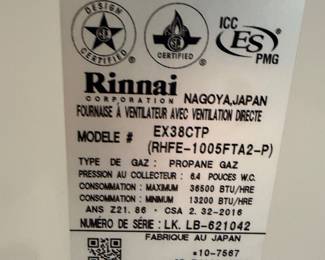 DESIGN
CERTIFIED
CERTIFIED
ICC
ES
PMG
Rinnai
CORPORATION NAGOYA,JAPAN
FOURNAISE À VENTILATEUR AVEC VENTILATION DIRECTE
MODELE # EX38CTP
(RHFE-1005FTA2-P)
TYPE DE GAZ: PROPANE GAZ
PRESSION AU COLLECTEUR: 6.4 POUCES W.C.
CONSOMMATION: MAXIMUM 36500 BTU/HRE
CONSOMMATION: MINIMUM 13200 BTU/HRE
ANS Z21.86 · CSA 2.32-2016
NUMÉRO DE SÉRIE: LK. LB-621042
FABRIQUE AU JAPAN
*10-7567